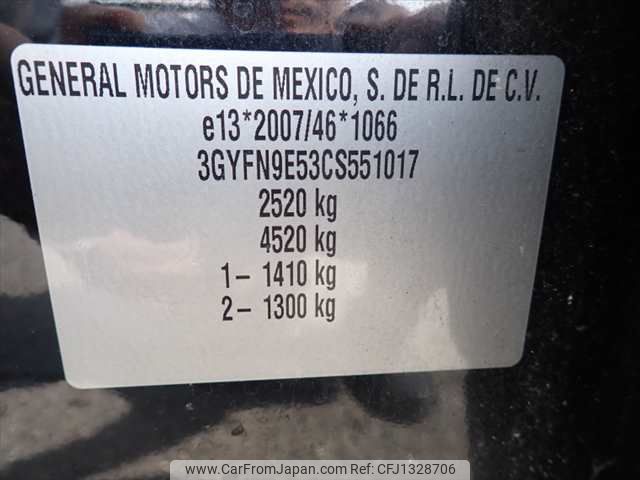 GENERAL MOTORS DE MEXICO, S. DE R.L. DE C.V.
e13*2007/46*1066
3GYFN9E53CS551017
2520 kg
4520 kg
1– 1410 kg
2– 1300 kg
www.CarFromJapan.com CFJ1328706